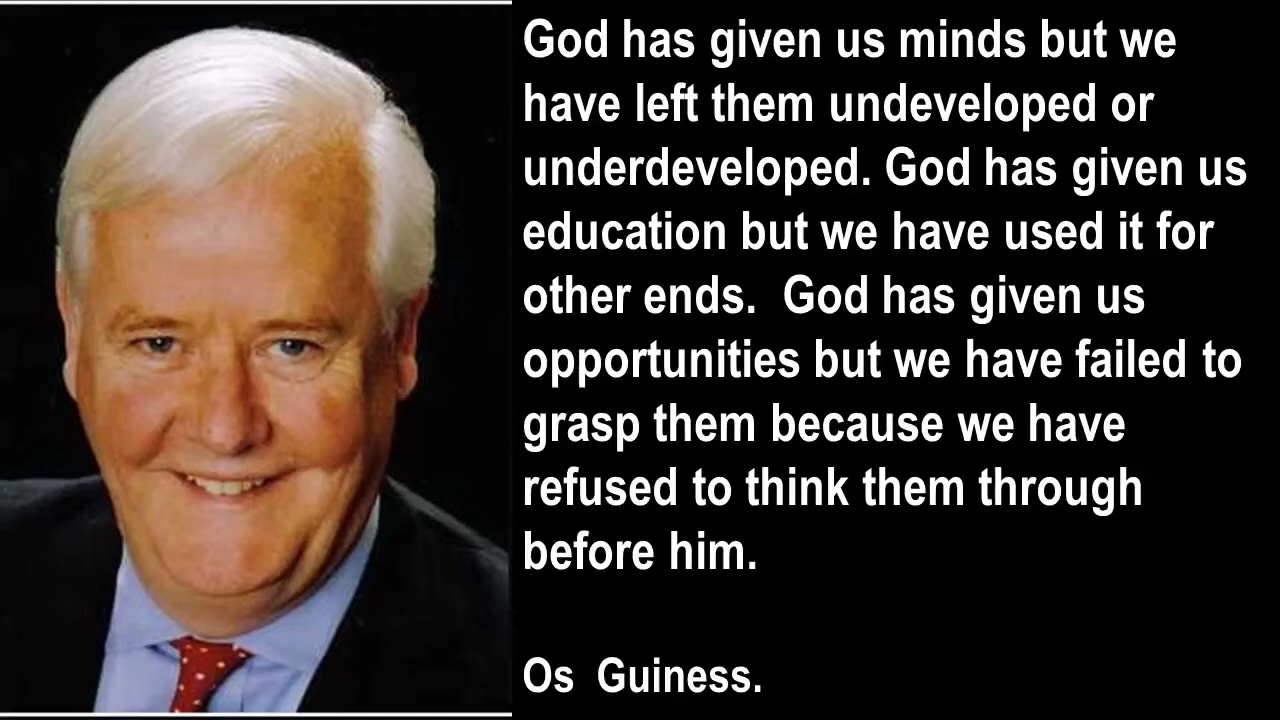 God has given us minds but we
have left them undeveloped or
underdeveloped. God has given us
education but we have used it for
other ends.  God has given us
opportunities but we have failed to
grasp them because we have
refused to think them through
before him.
Os  Guiness.